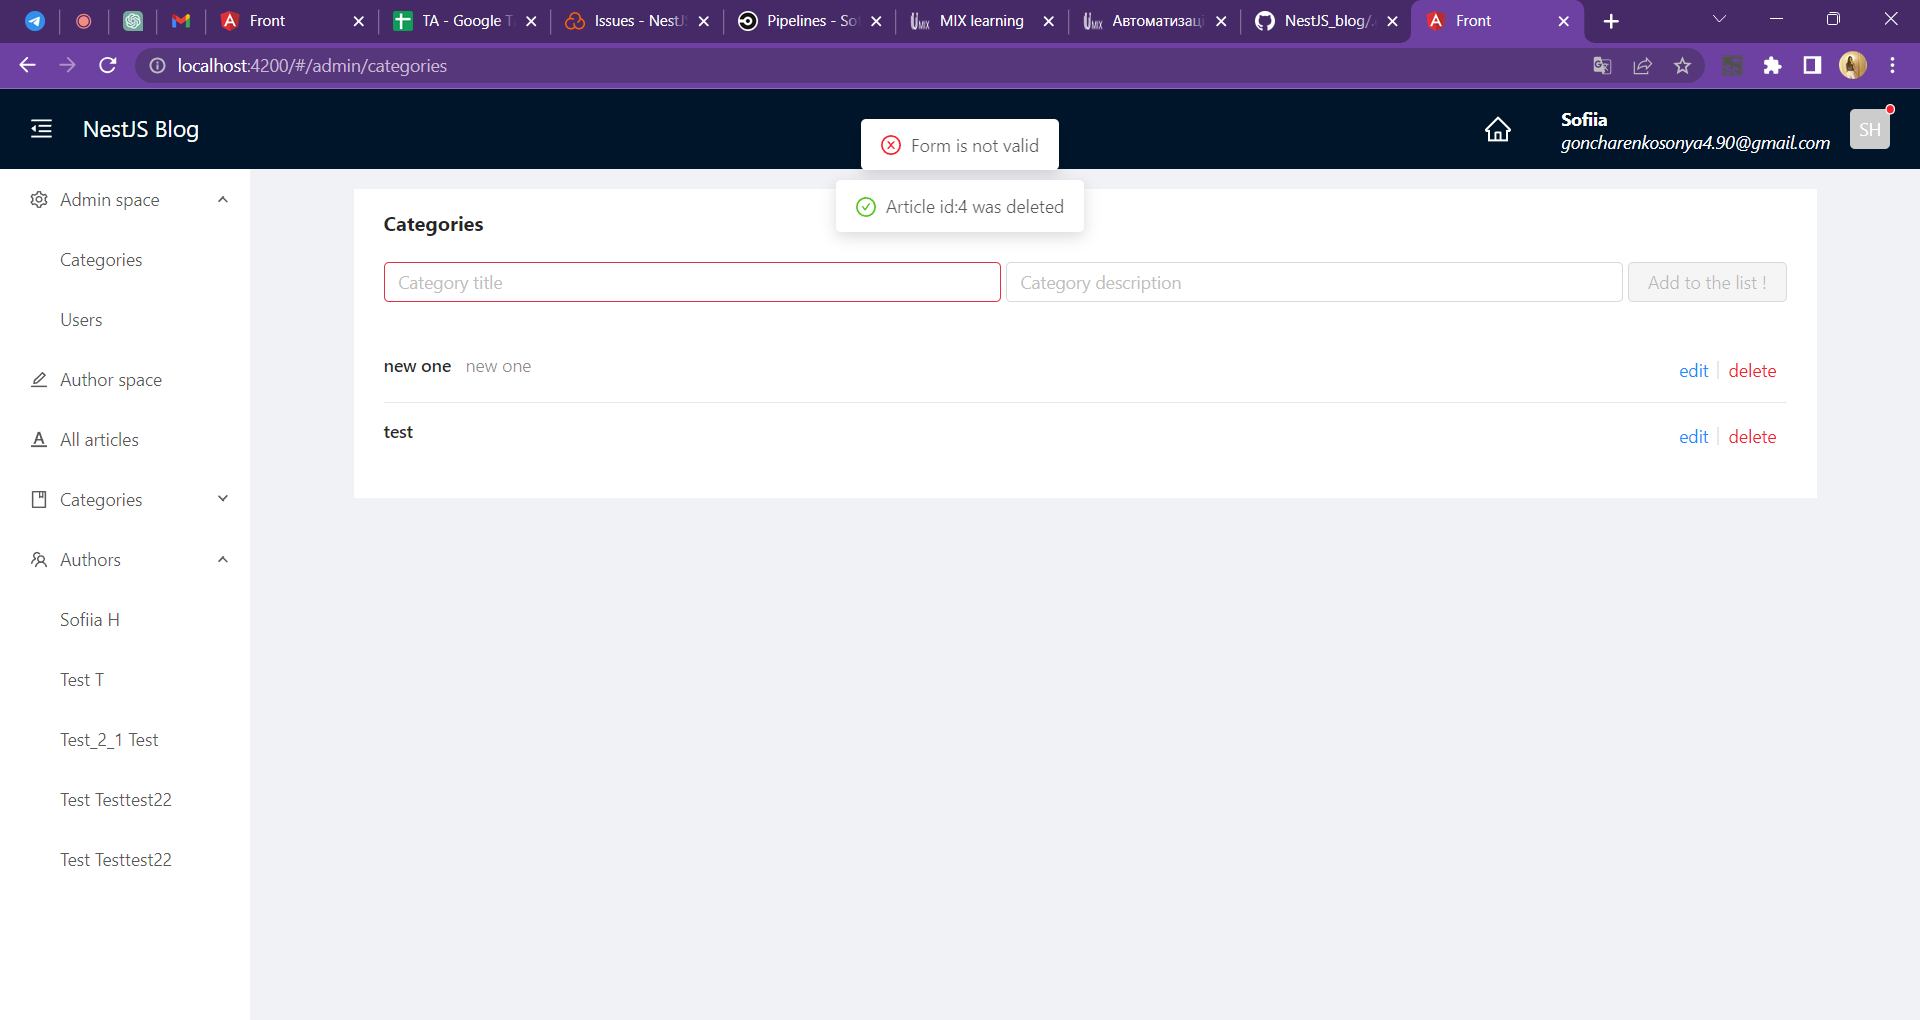 Front
TA - Google T
Issues - NestJS
Pipelines - So
MIX learning
Автоматизац
NestJS_blog/.
Front
localhost:4200/#/admin/categories
NestJS Blog
Sofiia
goncharenkosonya4.90@gmail.com
SH
Form is not valid
Article id:4 was deleted
Admin space
Categories
Users
Author space
All articles
Categories
Authors
Sofiia H
Test T
Test_2_1 Test
Test Testtest22
Test Testtest22
Categories
Category title
Category description
Add to the list !
new one new one
edit delete
test
edit delete